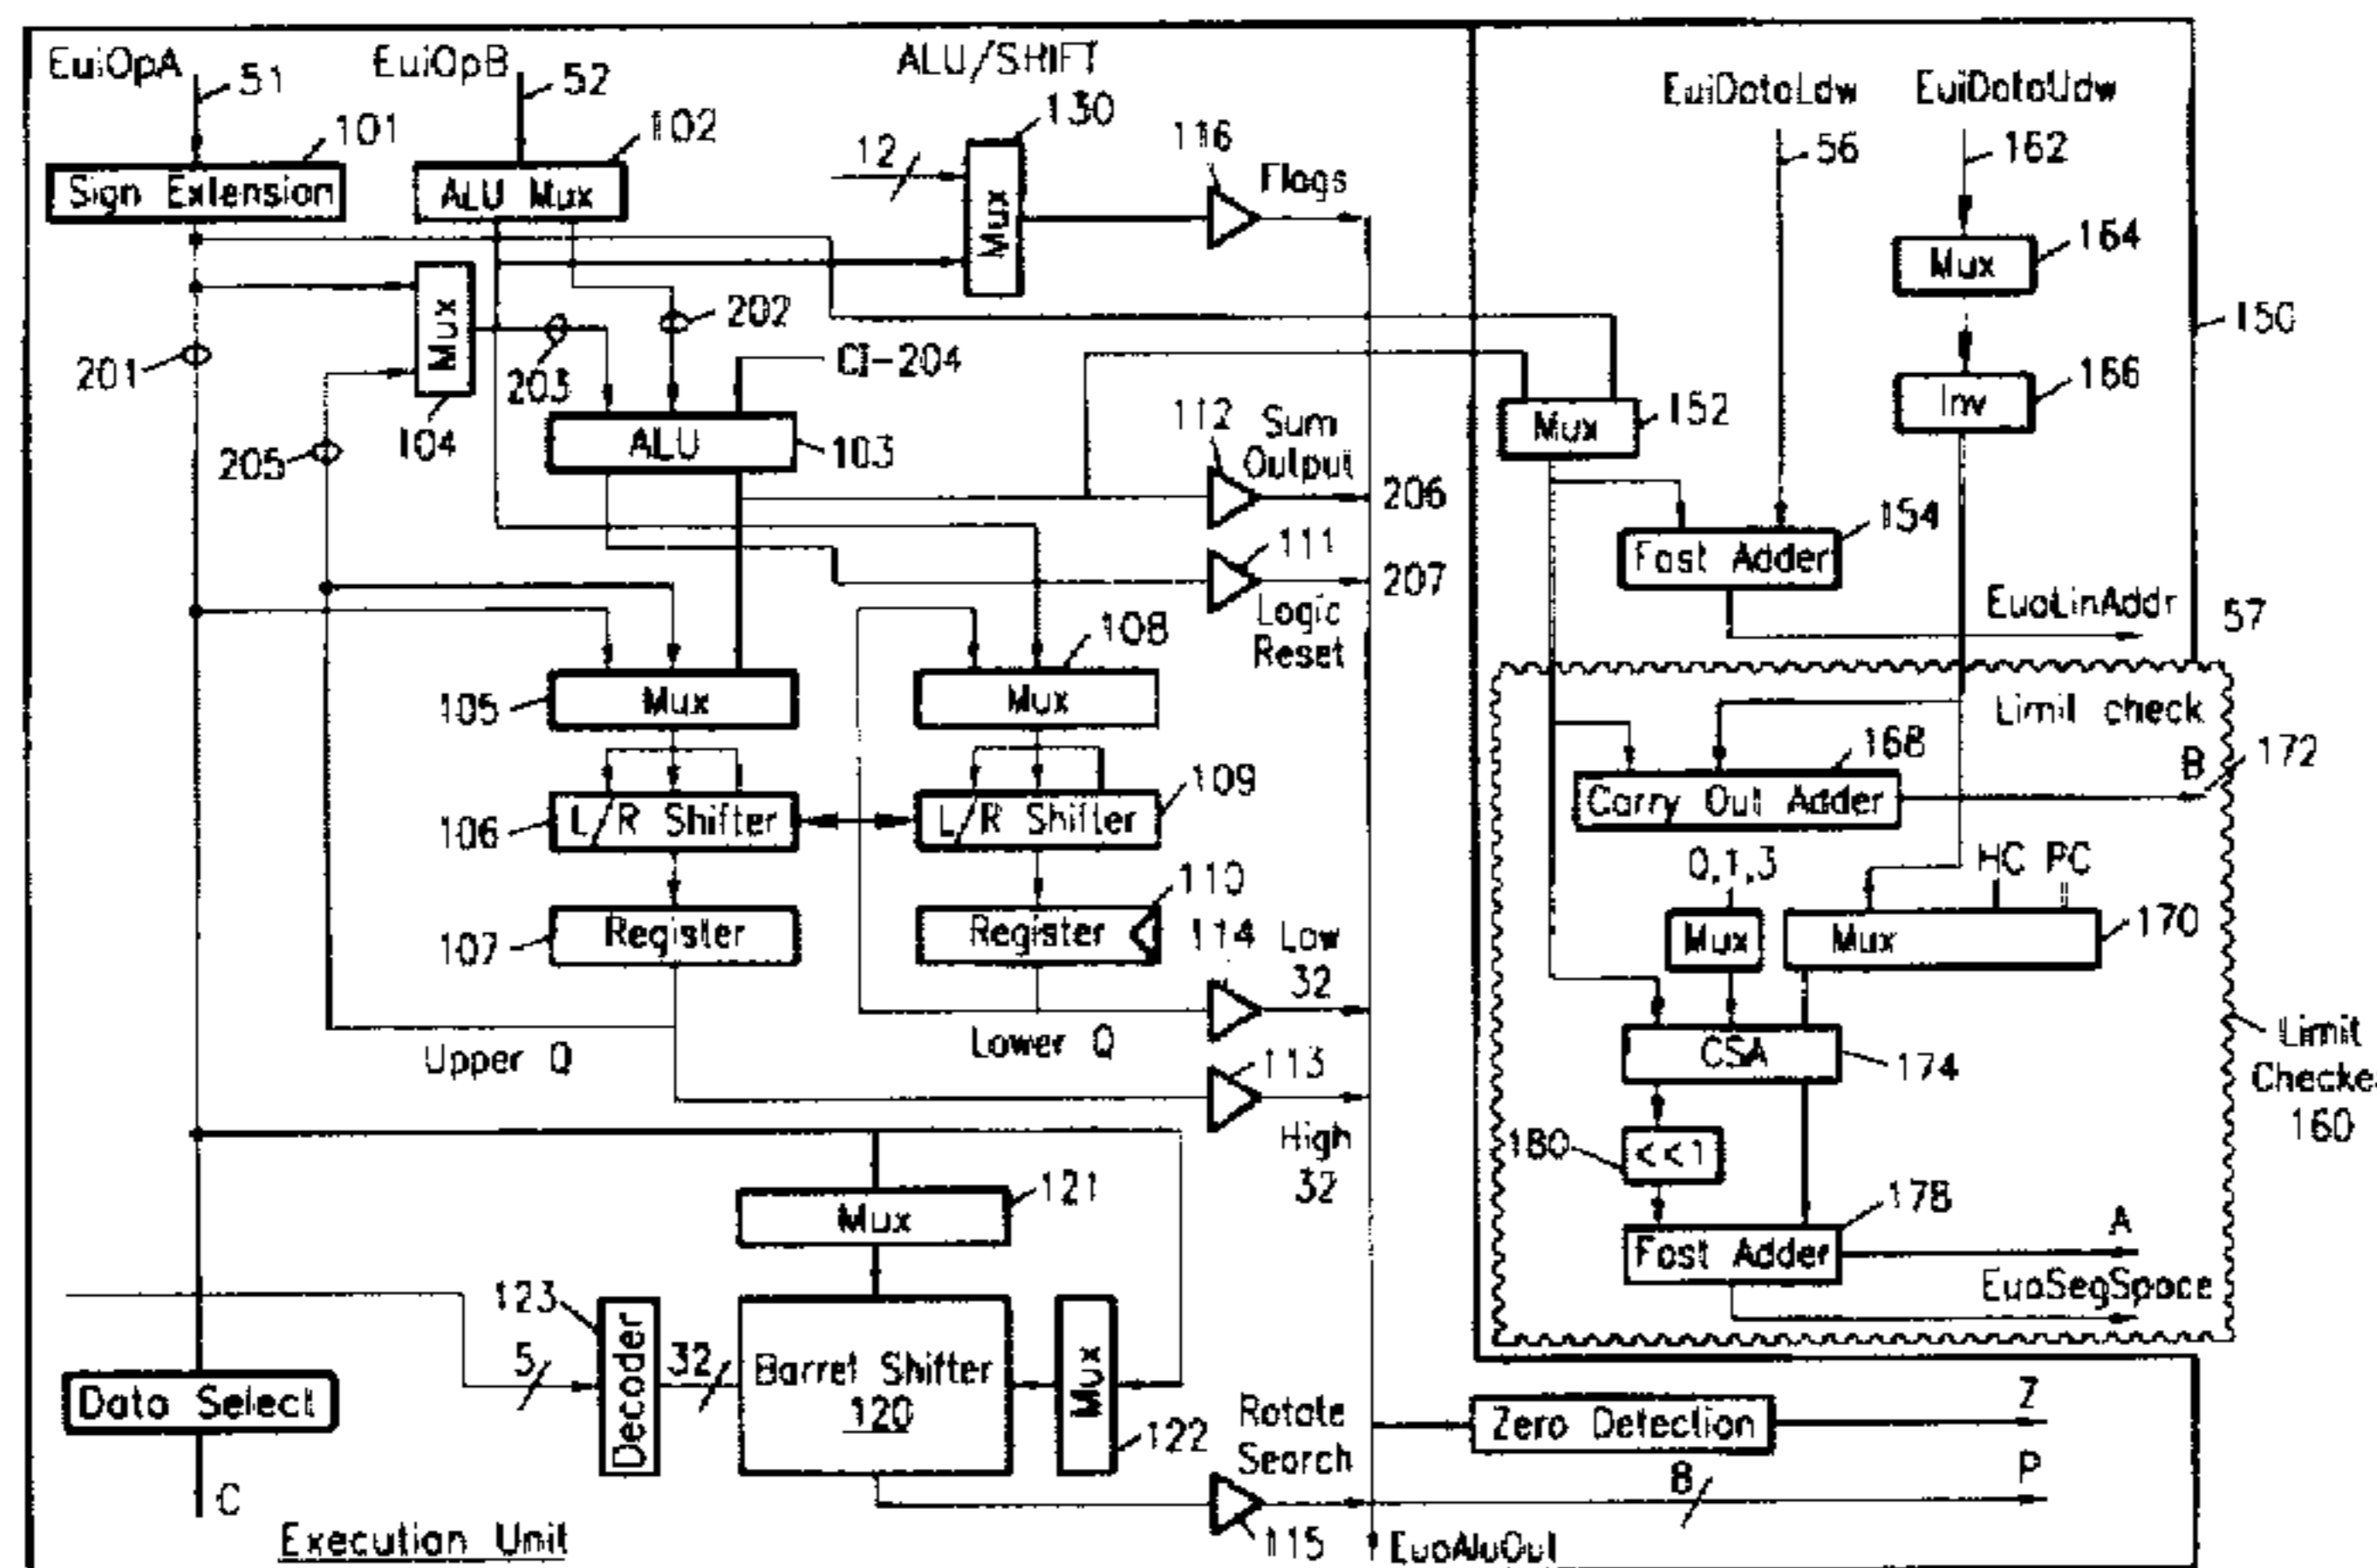 EuiOpA
51
EuiOpB
52
ALU/SHIFT
130
101
102
12
116
Flags
Sign Extension
ALU Mux
Mux
EuiDataLdw
EuiDataUdw
56
162
Mux
164
150
Inv
166
201
Mux
203
202
CI-204
104
205
ALU
103
112
Sum
Output
206
Mux
152
111
207
Logic
Reset
Fast Adder
154
EuoLinAddr
57
108
105
Mux
Mux
Limit check
168
B
172
106
L/R Shifter
L/R Shifter
109
Carry Out Adder
0,1,3
HC
PC
110
107
Register
Register
114
Low
32
Mux
Mux
170
Upper Q
Lower Q
113
High
32
CSA
174
Limit
Checke
160
180
<<1
178
Fast Adder
A
EuoSegSpace
121
Mux
123
5
Decoder
32
Barrel Shifter
120
Mux
122
Data Select
C
Rotate
Search
115
Zero Detection
Z
8
P
Execution Unit
EuoAluOut